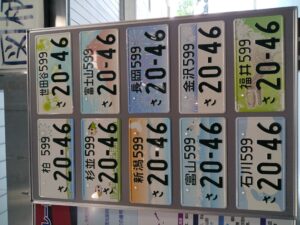 柏 599
さ 20-46
世田谷 599
さ 20-46
杉並 599
さ 20-46
富士山 599
さ 20-46
新潟 599
さ 20-46
長岡 599
さ 20-46
富山 599
さ 20-46
金沢 599
さ 20-46
石川 599
さ 20-46
福井 599
さ 20-46